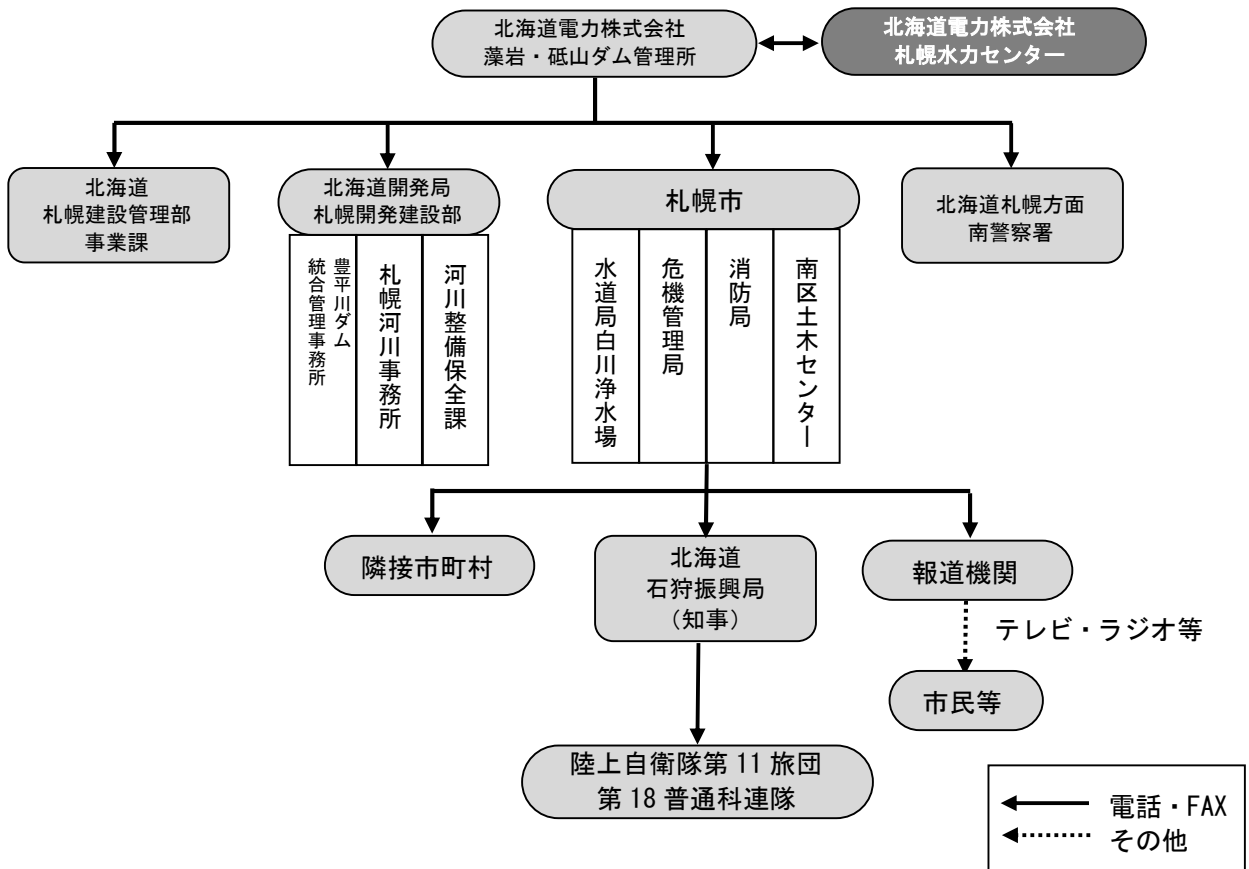 北海道電力株式会社
藻岩・砥山ダム管理所
北海道電力株式会社
札幌水力センター
北海道
札幌建設管理部
事業課
北海道開発局
札幌開発建設部
札幌市
北海道札幌方面
南警察署
豊平川ダム
統合管理事務所
札幌河川事務所
河川整備保全課
水道局白川浄水場
危機管理局
消防局
南区土木センター
隣接市町村
北海道
石狩振興局
（知事）
報道機関
テレビ・ラジオ等
市民等
陸上自衛隊第 11 旅団
第 18 普通科連隊
電話・FAX
その他